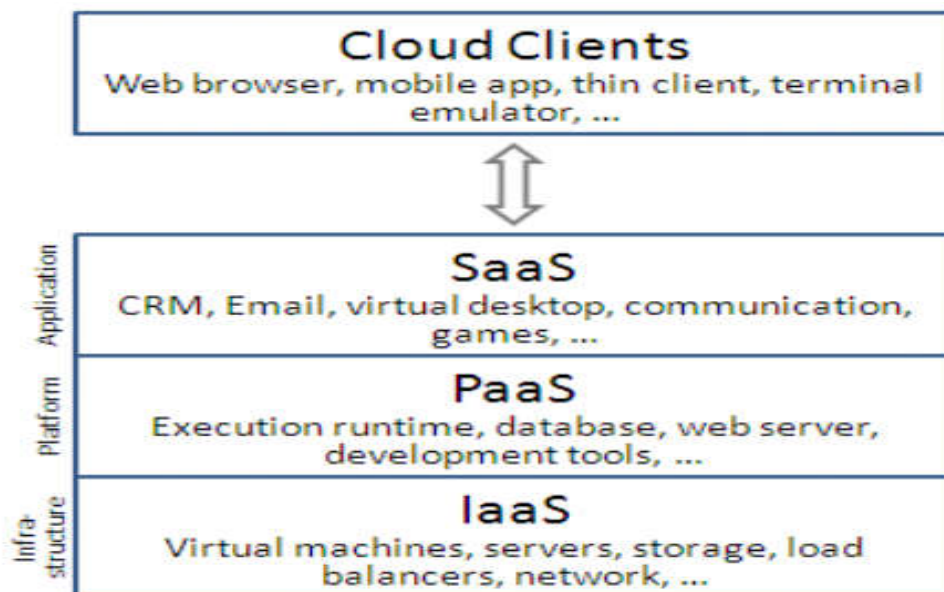 Cloud Clients
Web browser, mobile app, thin client, terminal
emulator, ...
Application
SaaS
CRM, Email, virtual desktop, communication,
games, ...
Platform
PaaS
Execution runtime, database, web server,
development tools, ...
Infra-
structure
IaaS
Virtual machines, servers, storage, load
balancers, network, ...